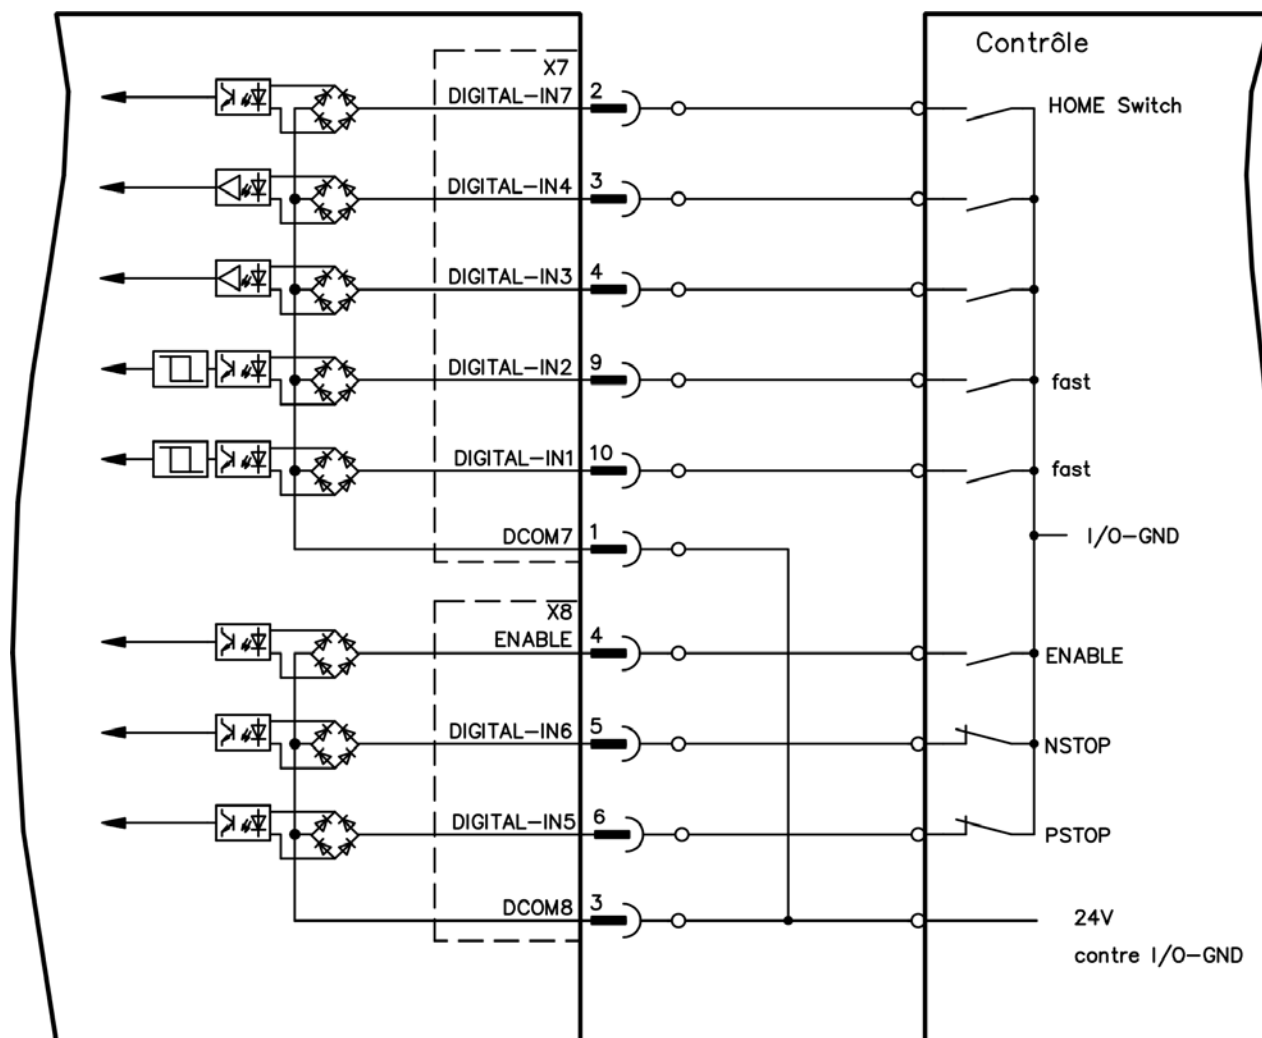 Contrôle
X7
DIGITAL-IN7 2 HOME Switch
DIGITAL-IN4 3
DIGITAL-IN3 4
DIGITAL-IN2 9 fast
DIGITAL-IN1 10 fast
DCOM7 1 I/O-GND
X8
ENABLE 4 ENABLE
DIGITAL-IN6 5 NSTOP
DIGITAL-IN5 6 PSTOP
DCOM8 3 24V
contre I/O-GND